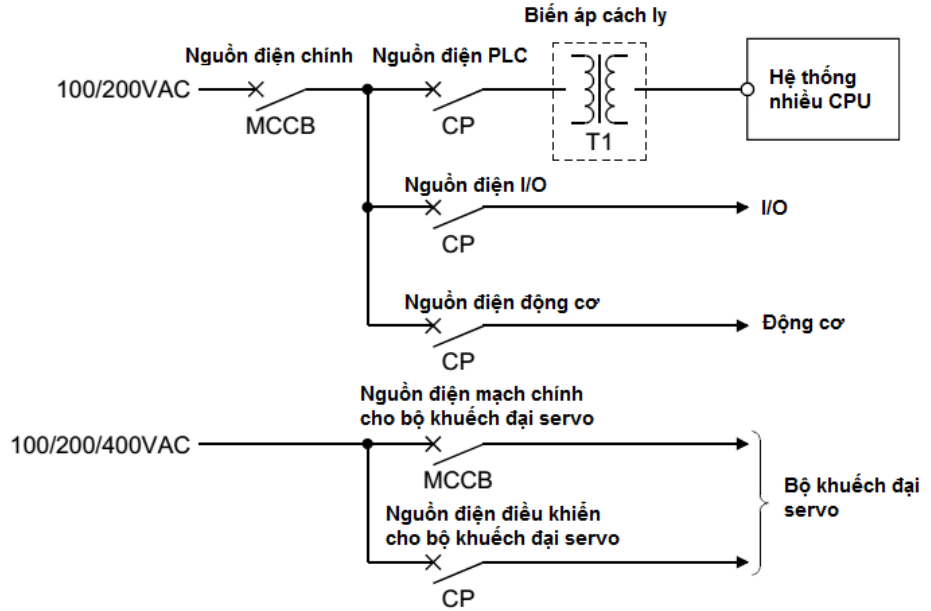 Biến áp cách ly
Nguồn điện chính
Nguồn điện PLC
100/200VAC
MCCB
CP
T1
Hệ thống
nhiều CPU
Nguồn điện I/O
CP
I/O
Nguồn điện động cơ
CP
Động cơ
Nguồn điện mạch chính
cho bộ khuếch đại servo
100/200/400VAC
MCCB
Nguồn điện điều khiển
cho bộ khuếch đại servo
CP
Bộ khuếch đại
servo